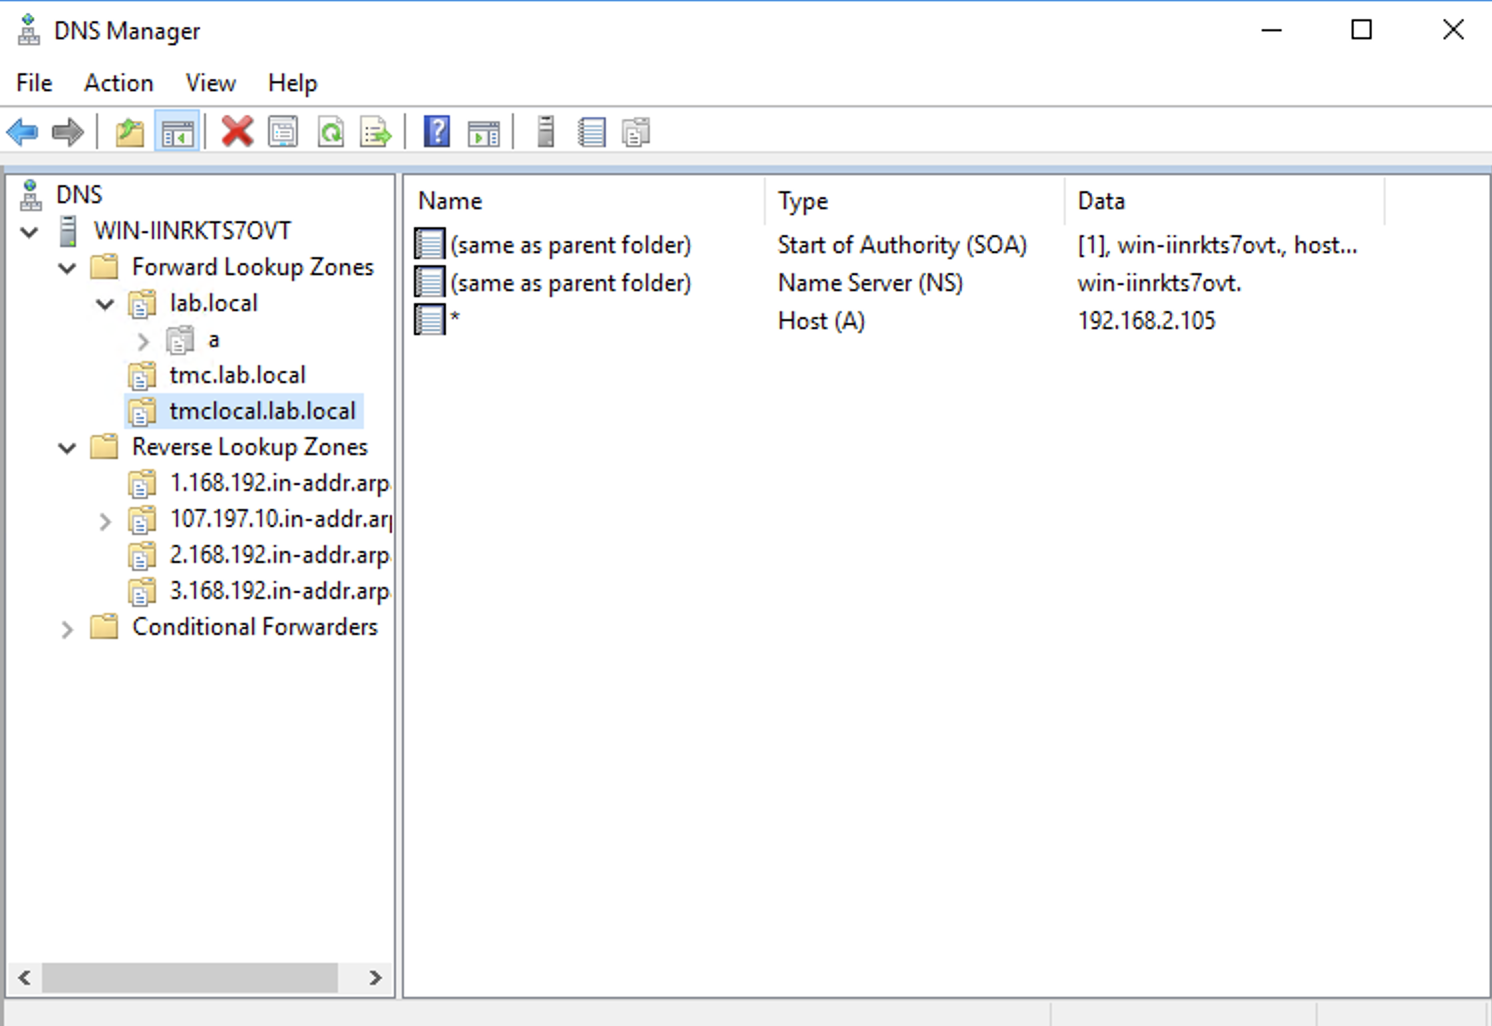 DNS Manager
File Action View Help
DNS
WIN-IINRKTS7OVT
Forward Lookup Zones
lab.local
a
tmc.lab.local
tmclocal.lab.local
Reverse Lookup Zones
1.168.192.in-addr.arp
107.197.10.in-addr.arp
2.168.192.in-addr.arp
3.168.192.in-addr.arp
Conditional Forwarders
Name Type Data
(same as parent folder) Start of Authority (SOA) [1], win-iinrkts7ovt., host...
(same as parent folder) Name Server (NS) win-iinrkts7ovt.
* Host (A) 192.168.2.105